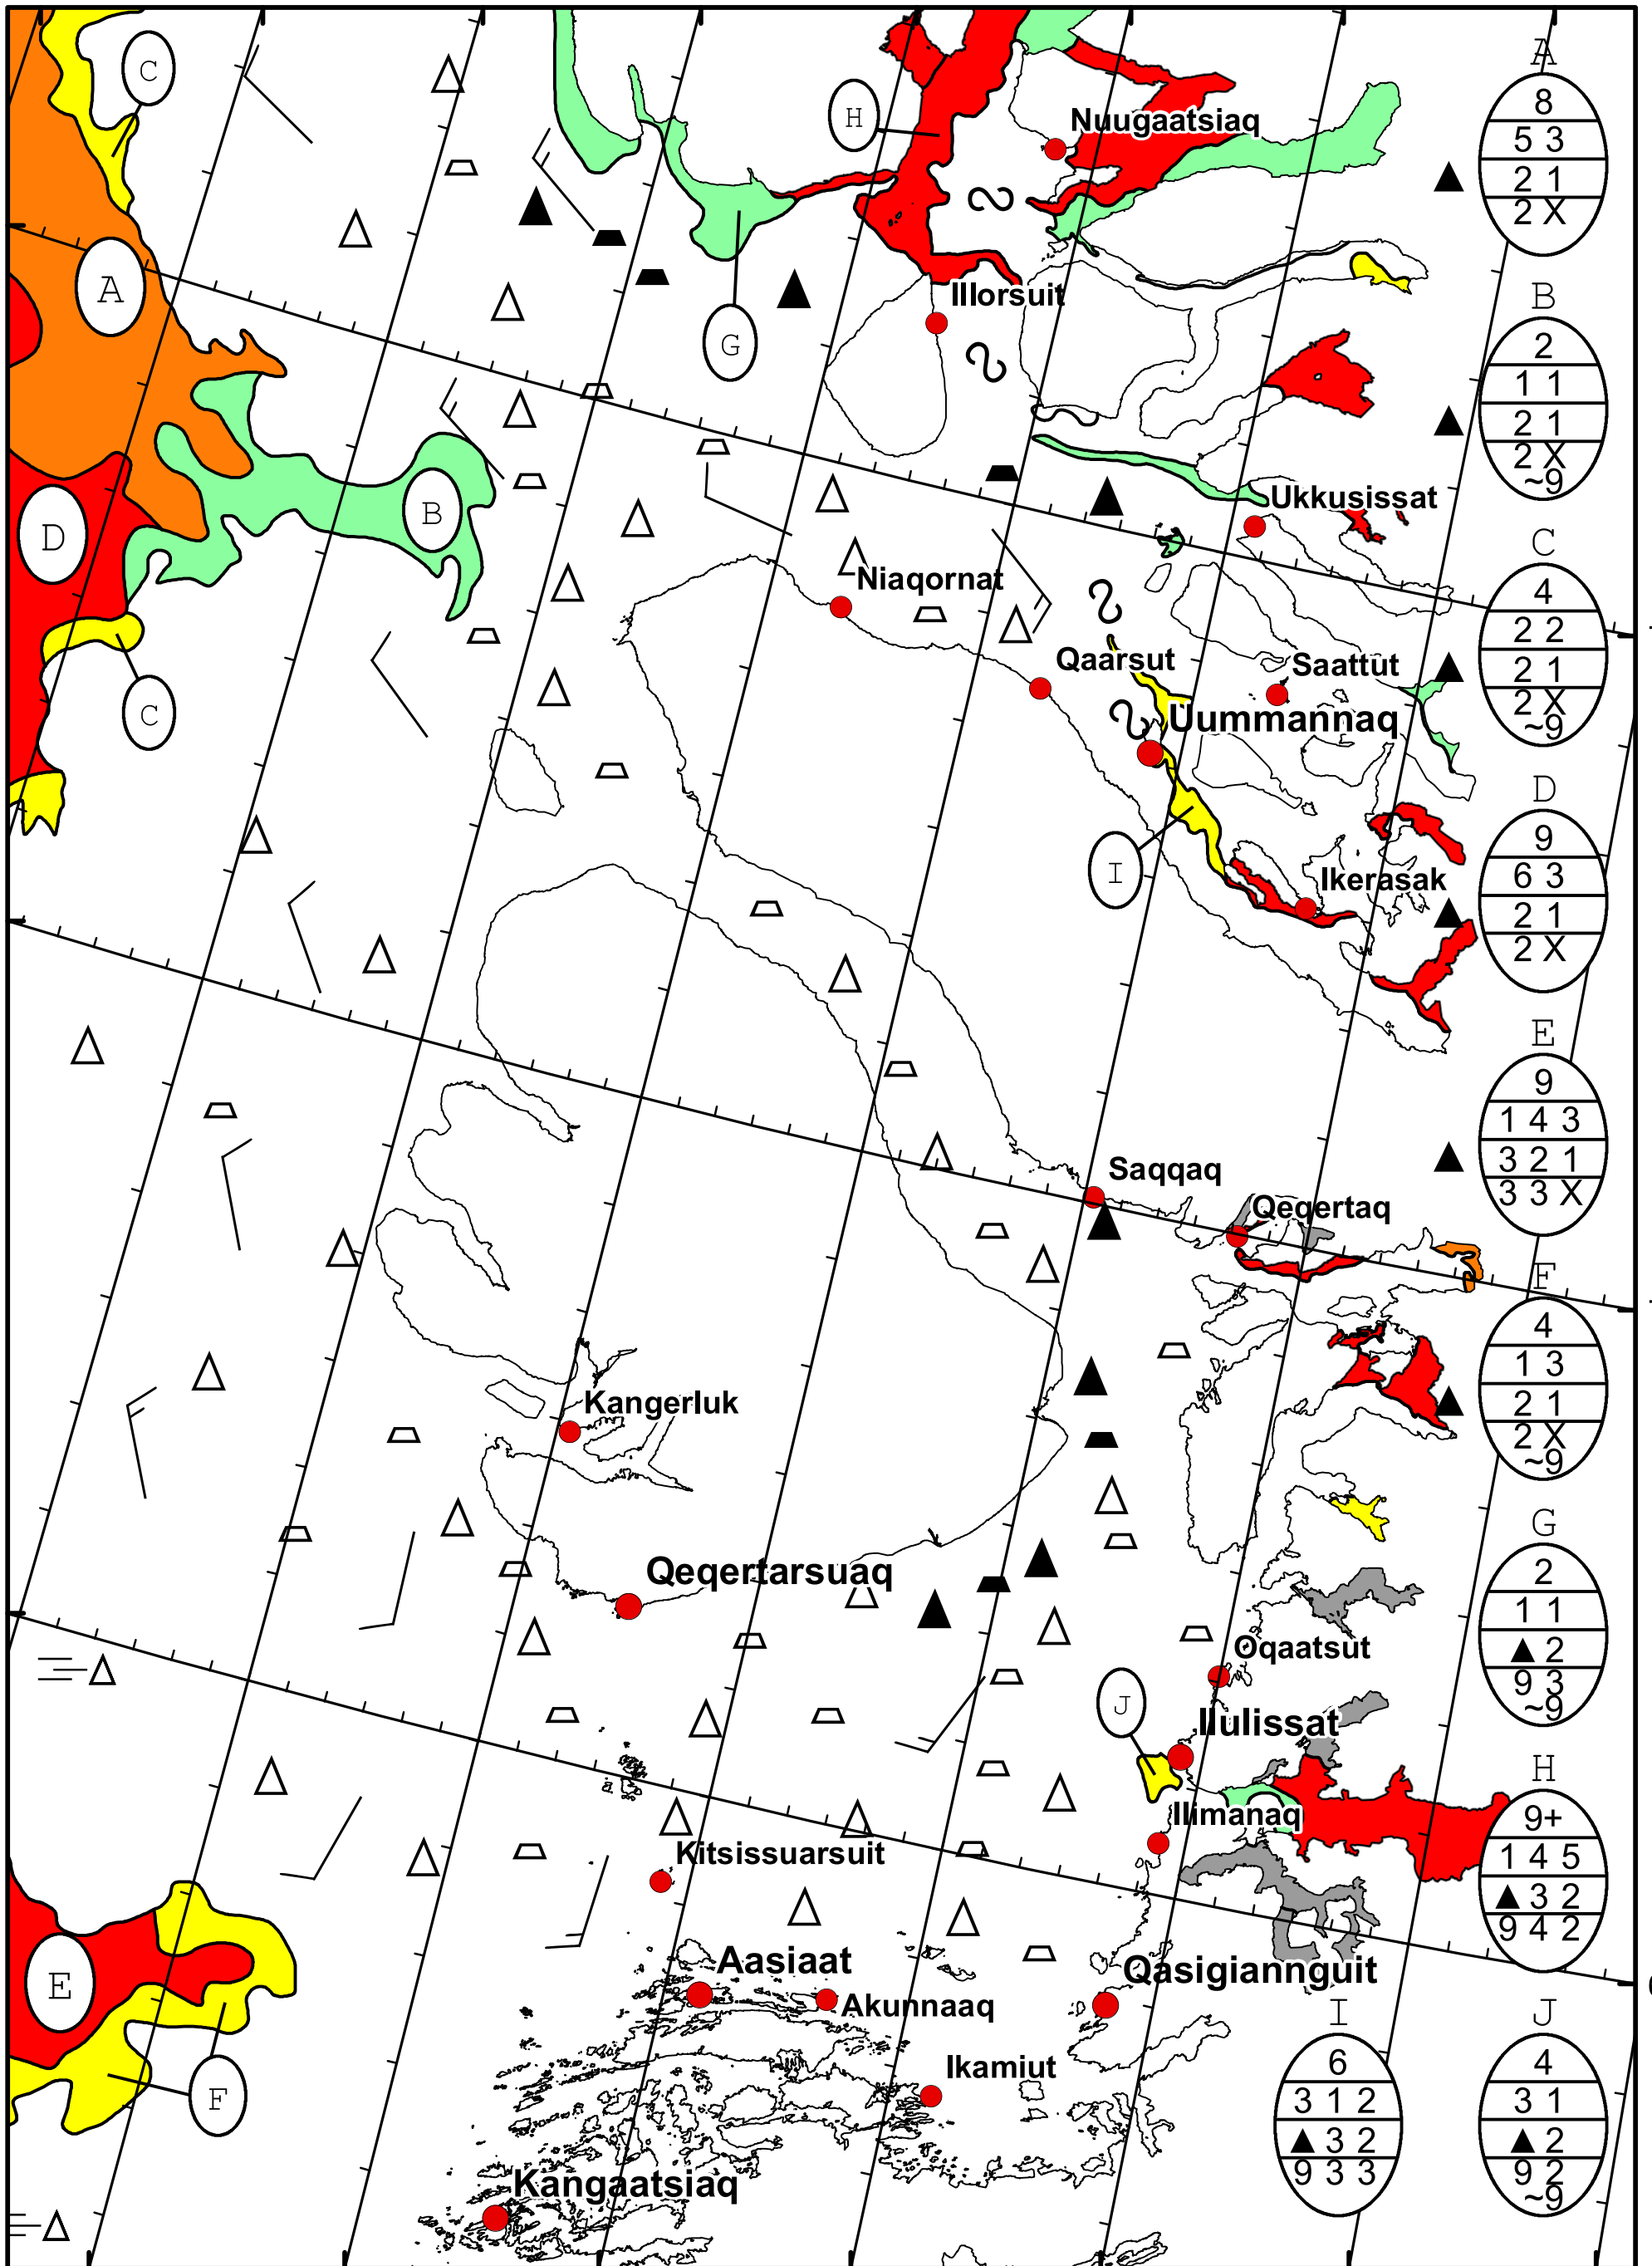 A
C
8
H
Nuugaatsiaq
5 3
2 1
2 X
A
Illorsuit
B
G
2
1 1
2 1
2 X
~9
B
Ukkusissat
D
C
Niaqornat
4
2 2
Qaarsut
Saattut
2 1
C
Uummannaq
2 X
~9
D
9
I
Ikerasak
6 3
2 1
2 X
E
9
1 4 3
Saqqaq
3 2 1
3 3 X
Qeqertaq
F
4
1 3
Kangerluk
2 1
2 X
~9
G
Qeqertarsuaq
2
1 1
Oqaatsut
▲ 2
9 3
~9
J
Ilulissat
H
Ilimanaq
9+
Kitsissuarsuit
1 4 5
▲ 3 2
9 4 2
Aasiaat
Qasigiannguit
E
Akunnaaq
I
J
Ikamiut
6
4
F
3 1 2
3 1
▲ 3 2
▲ 2
9 3 3
9 2
~9
Kangaatsiaq